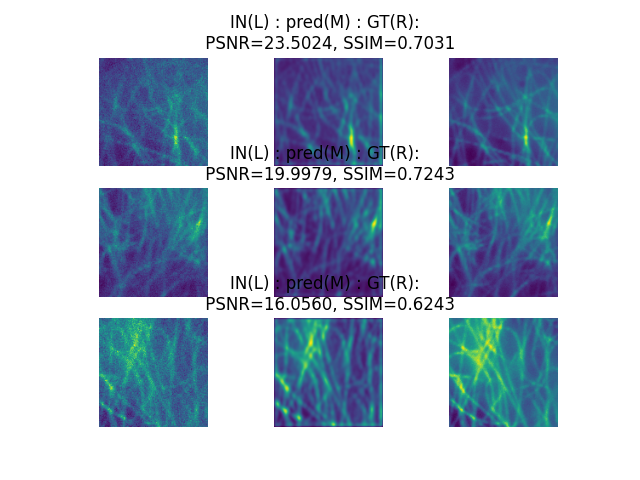 IN(L) : pred(M) : GT(R):
PSNR=23.5024, SSIM=0.7031
IN(L) : pred(M) : GT(R):
PSNR=19.9979, SSIM=0.7243
IN(L) : pred(M) : GT(R):
PSNR=16.0560, SSIM=0.6243